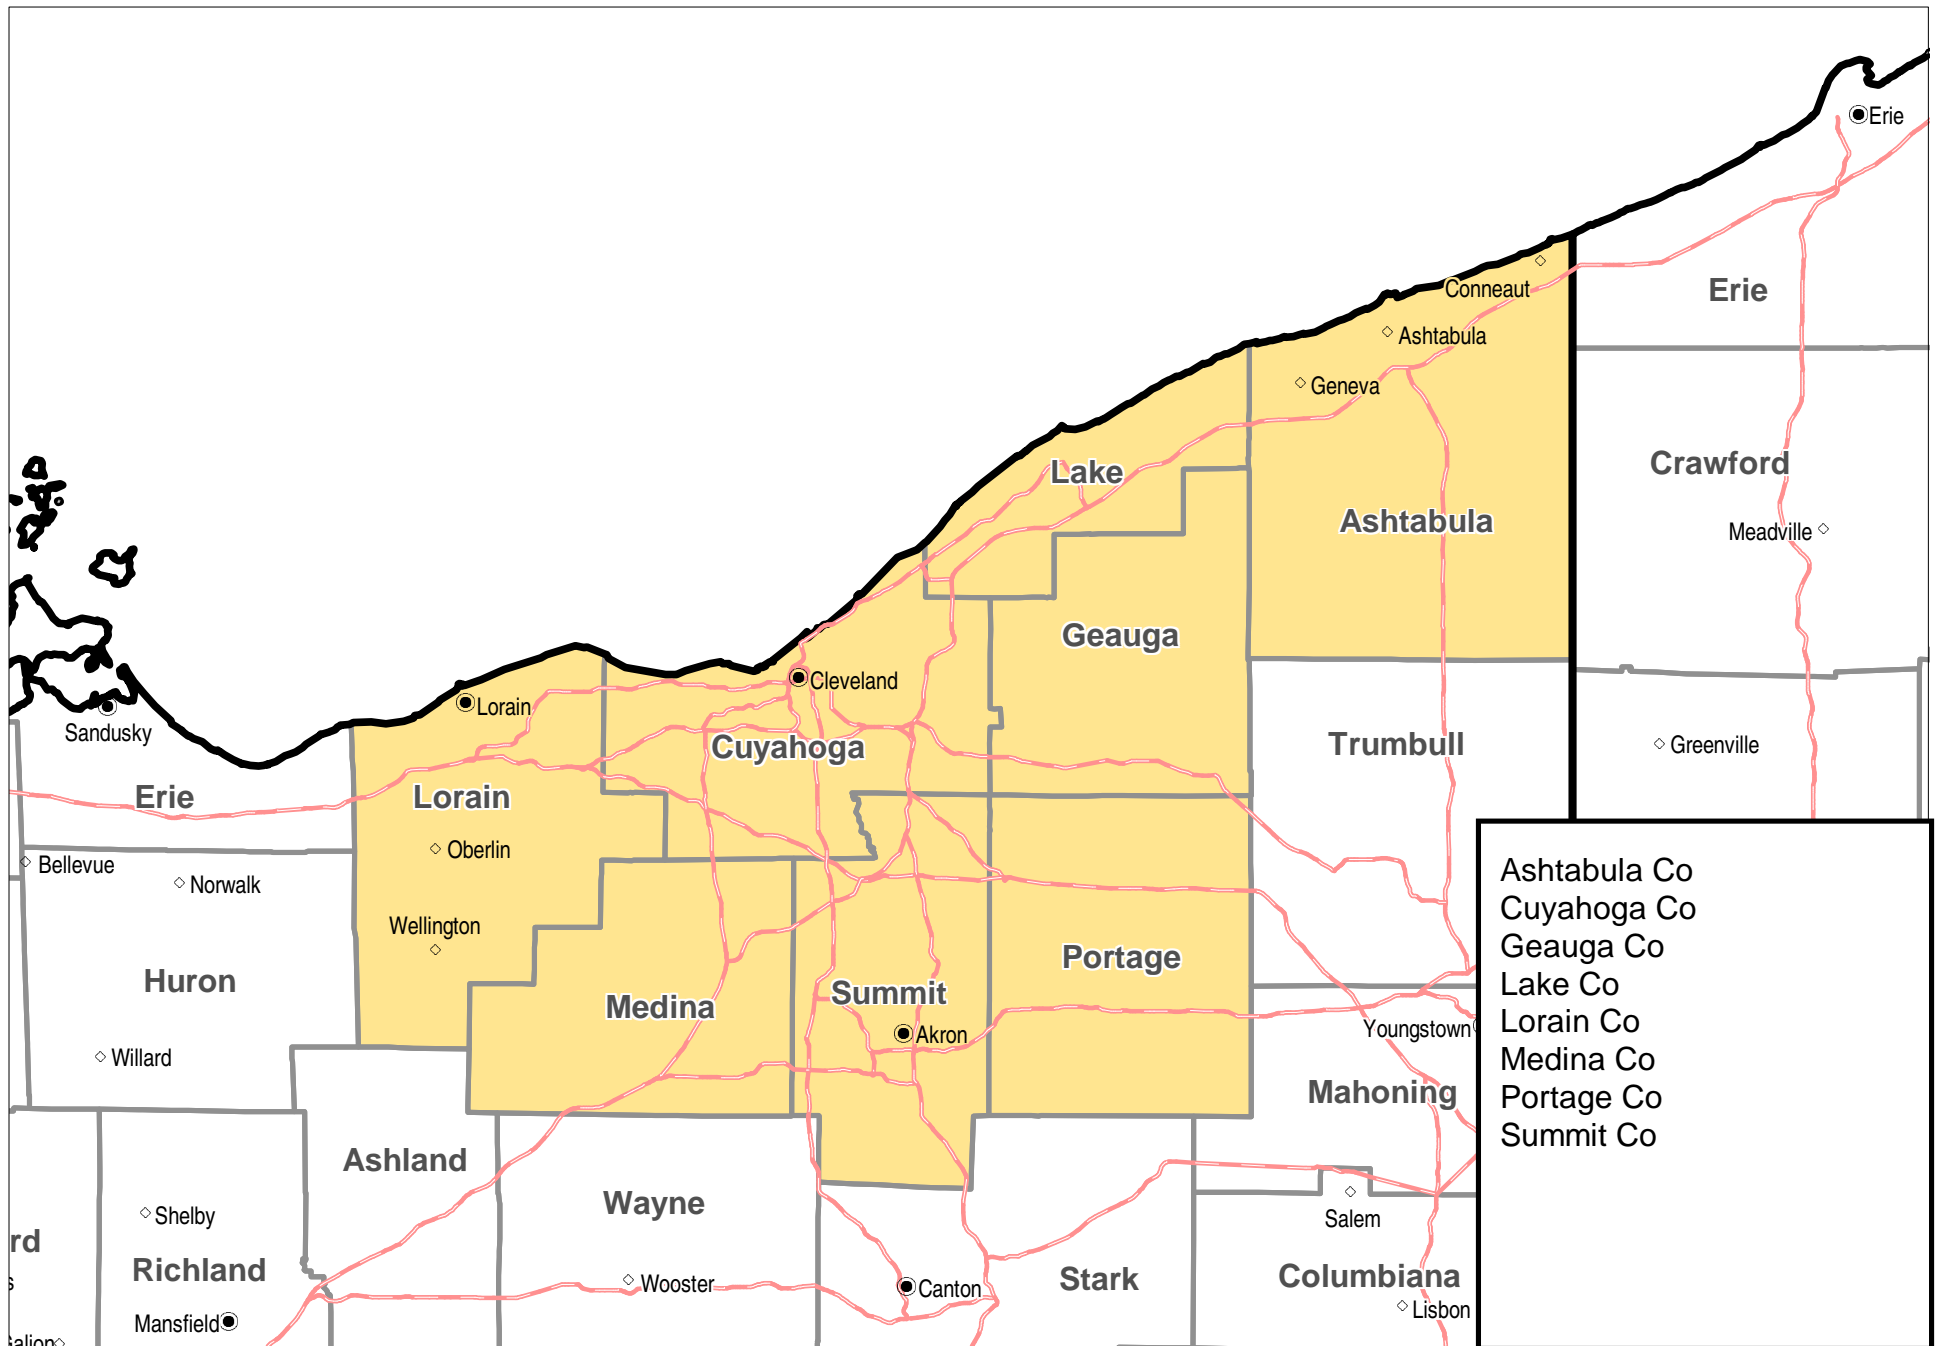 Erie
Conneaut
Erie
Ashtabula
Geneva
Crawford
Lake
Ashtabula
Meadville
Geauga
Cleveland
Lorain
Sandusky
Cuyahoga
Trumbull
Greenville
Erie
Lorain
Oberlin
Bellevue
Norwalk
Wellington
Portage
Huron
Summit
Medina
Akron
Youngstown
Willard
Mahoning
Ashland
Wayne
Shelby
Salem
rd
Richland
Stark
Columbiana
Wooster
Canton
Lisbon
Mansfield
Ashtabula Co
Cuyahoga Co
Geauga Co
Lake Co
Lorain Co
Medina Co
Portage Co
Summit Co